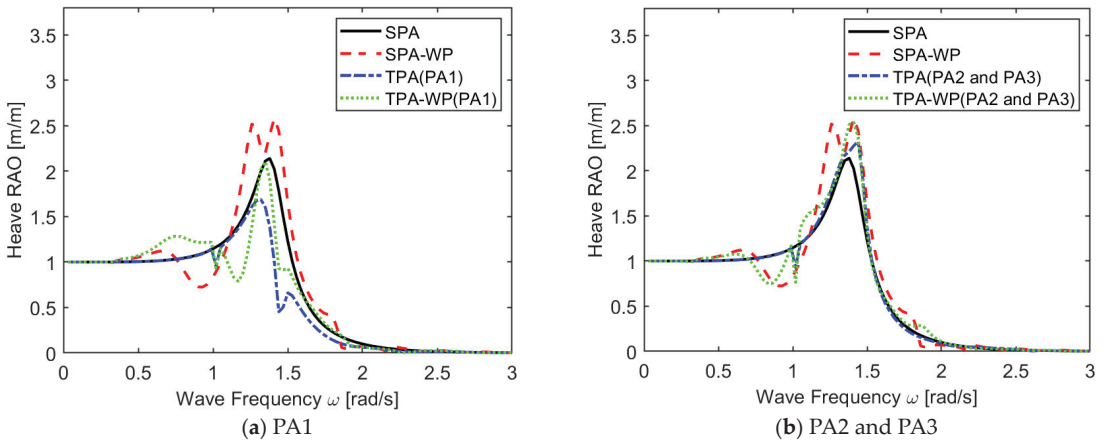 3.5
3
2.5
2
1.5
1
0.5
0
Heave RAO [m/m]
SPA
SPA-WP
TPA(PA1)
TPA-WP(PA1)
0 0.5 1 1.5 2 2.5 3
Wave Frequency ω [rad/s]
(a) PA1
3.5
3
2.5
2
1.5
1
0.5
0
Heave RAO [m/m]
SPA
SPA-WP
TPA(PA2 and PA3)
TPA-WP(PA2 and PA3)
0 0.5 1 1.5 2 2.5 3
Wave Frequency ω [rad/s]
(b) PA2 and PA3